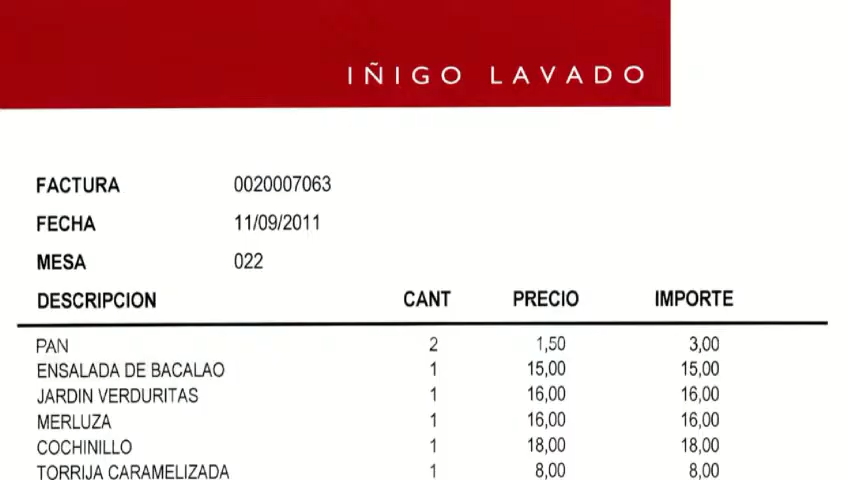 IÑIGO LAVADO
FACTURA 0020007063
FECHA 11/09/2011
MESA 022
DESCRIPCION CANT PRECIO IMPORTE
PAN 2 1,50 3,00
ENSALADA DE BACALAO 1 15,00 15,00
JARDIN VERDURITAS 1 16,00 16,00
MERLUZA 1 16,00 16,00
COCHINILLO 1 18,00 18,00
TORRIJA CARAMELIZADA 1 8,00 8,00